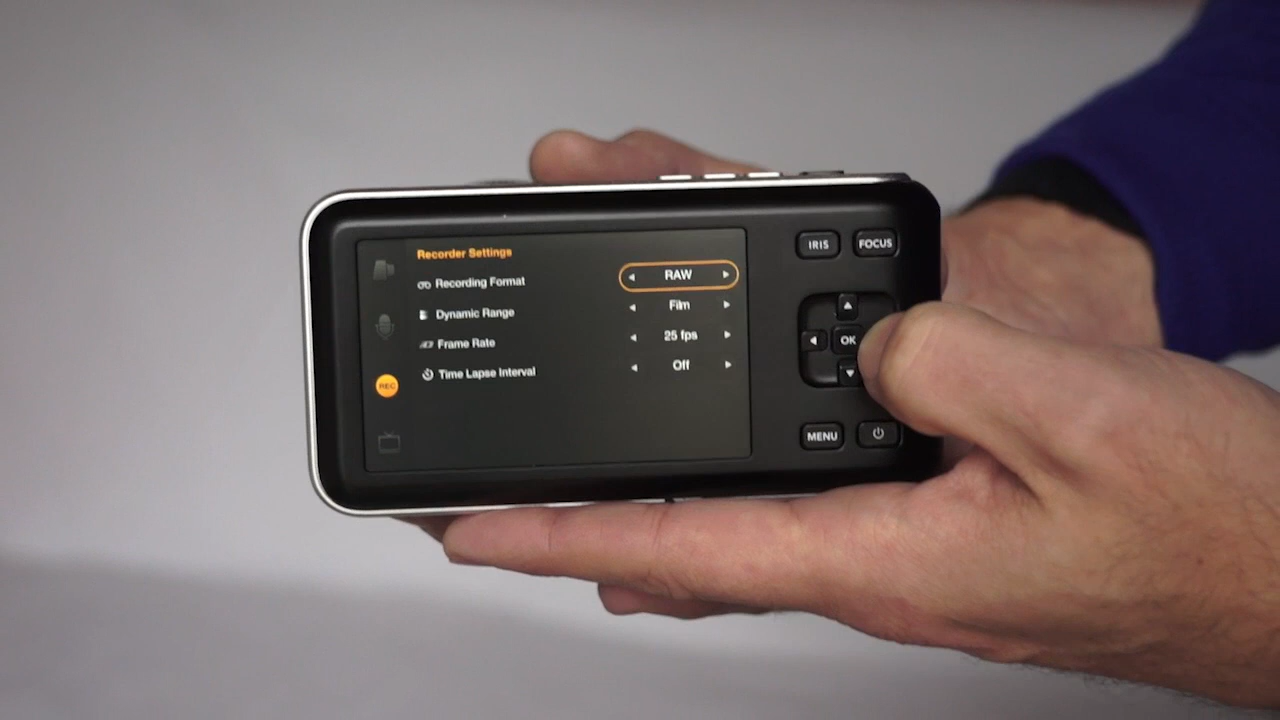 Recorder Settings
Recording Format RAW
Dynamic Range Film
Frame Rate 25 fps
Time Lapse Interval Off
REC
IRIS FOCUS
OK
MENU